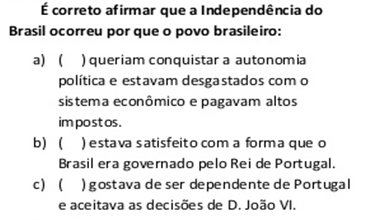 É correto afirmar que a Independência do
Brasil ocorreu por que o povo brasileiro:
a) ( ) queriam conquistar a autonomia
política e estavam desgastados com o
sistema econômico e pagavam altos
impostos.
b) ( ) estava satisfeito com a forma que o
Brasil era governado pelo Rei de Portugal.
c) ( ) gostava de ser dependente de Portugal
e aceitava as decisões de D. João VI.